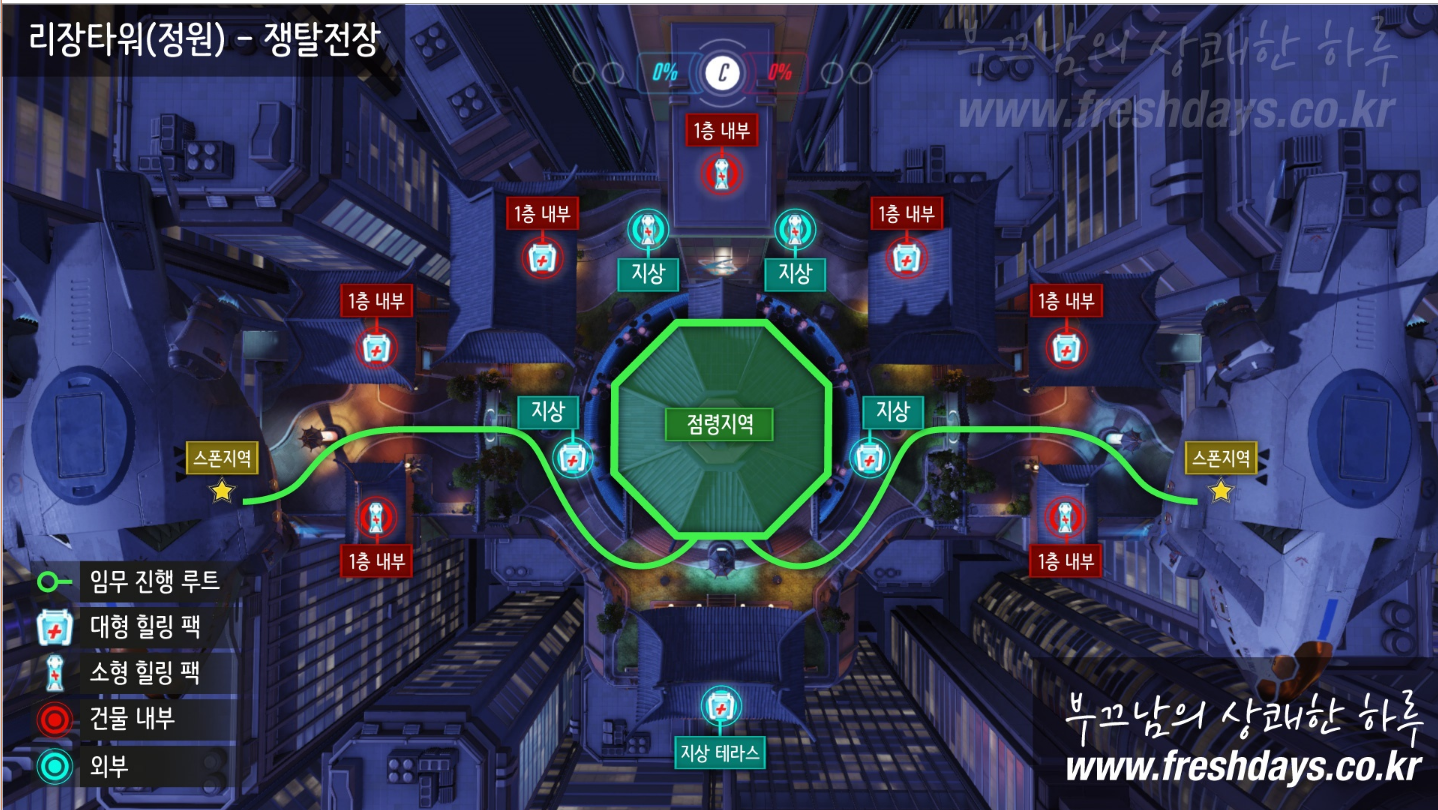 리장타워(정원) - 쟁탈전장
부끄남의 상쾌한 하루
www.freshdays.co.kr
0% C 0%
1층 내부
1층 내부
1층 내부
지상
지상
1층 내부
1층 내부
지상
지상
점령지역
스폰지역
스폰지역
1층 내부
1층 내부
임무 진행 루트
대형 힐링 팩
소형 힐링 팩
건물 내부
외부
지상 테라스
부끄남의 상쾌한 하루
www.freshdays.co.kr